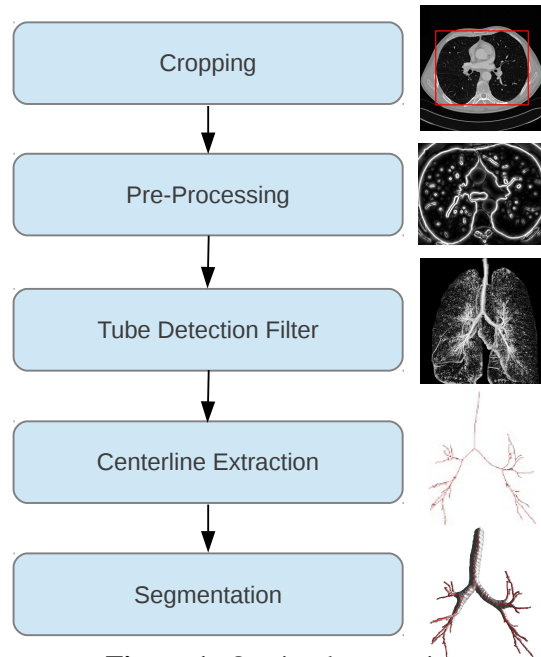 Cropping
Pre-Processing
Tube Detection Filter
Centerline Extraction
Segmentation